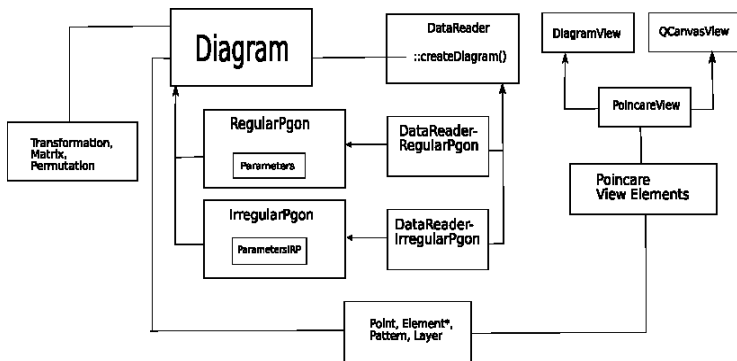 Diagram
DataReader
::createDiagram()
DiagramView
QCanvasView
PoincareView
Transformation,
Matrix,
Permutation
RegularPgon
Parameters
DataReader-
RegularPgon
Poincare
View Elements
IrregularPgon
ParametersIRP
DataReader-
IrregularPgon
Point, Element*,
Pattern, Layer